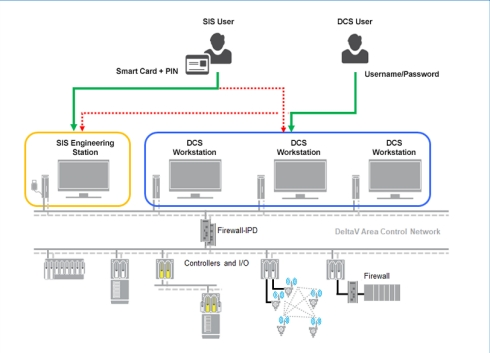 SIS User
DCS User
Smart Card + PIN
Username/Password
SIS Engineering
Station
DCS
Workstation
DCS
Workstation
DCS
Workstation
Firewall-IPD
DeltaV Area Control Network
Controllers and I/O
Firewall